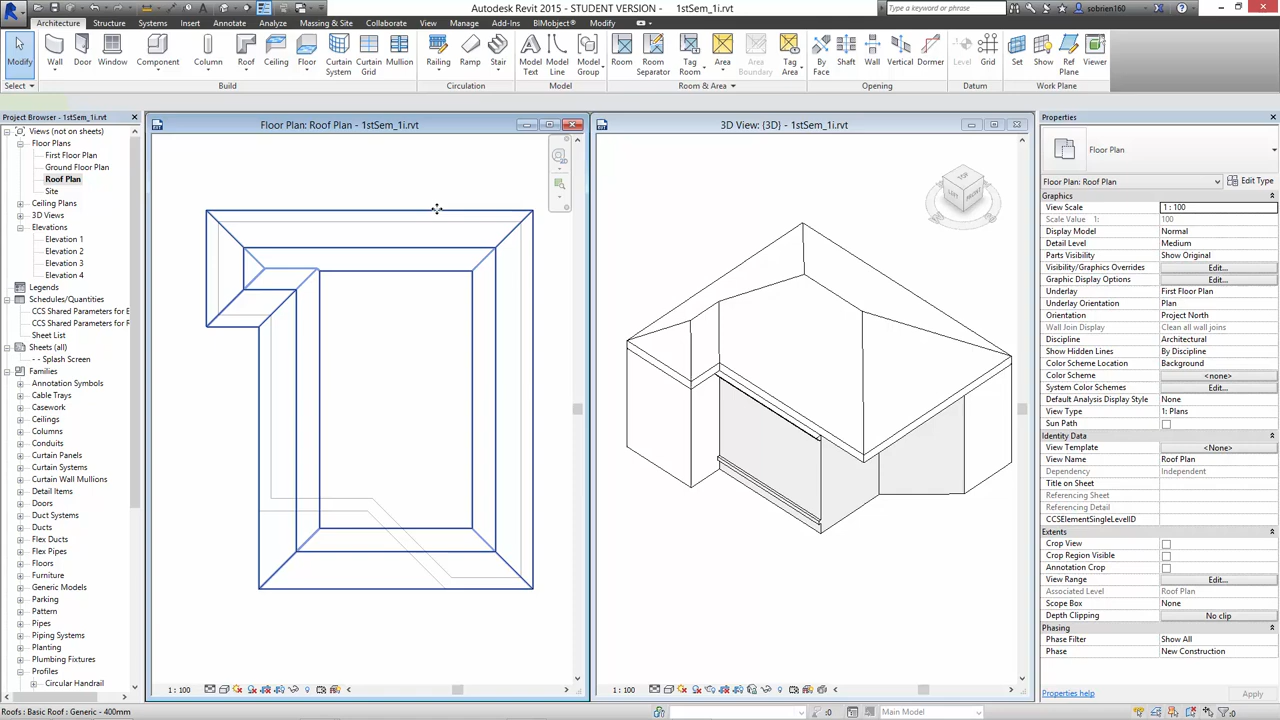 Autodesk Revit 2015 - STUDENT VERSION -    1stSem_1i.rvt
Type a keyword or phrase
sobrien160
Architecture Structure Systems Insert Annotate Analyze Massing & Site Collaborate View Manage Add-Ins BIMobject® Modify
Modify Wall Door Window Component Column Roof Ceiling Floor Curtain System Curtain Grid Mullion Railing Ramp Stair Model Text Model Line Model Group Room Room Separator Tag Room Area Area Boundary Tag Area By Face Shaft Wall Vertical Dormer Level Grid Set Show Ref Plane Viewer
Select Build Circulation Model Room & Area Opening Datum Work Plane
Project Browser - 1stSem_1i.rvt
Views (not on sheets)
Floor Plans
First Floor Plan
Ground Floor Plan
Roof Plan
Site
Ceiling Plans
3D Views
Elevations
Elevation 1
Elevation 2
Elevation 3
Elevation 4
Legends
Schedules/Quantities
CCS Shared Parameters for E
CCS Shared Parameters for F
Sheet List
Sheets (all)
- - Splash Screen
Families
Annotation Symbols
Cable Trays
Casework
Ceilings
Columns
Conduits
Curtain Panels
Curtain Systems
Curtain Wall Mullions
Detail Items
Doors
Duct Systems
Ducts
Flex Ducts
Flex Pipes
Floors
Furniture
Generic Models
Parking
Pattern
Pipes
Piping Systems
Planting
Plumbing Fixtures
Profiles
Circular Handrail
Floor Plan: Roof Plan - 1stSem_1i.rvt
1 : 100
3D View: {3D} - 1stSem_1i.rvt
TOP
LEFT FRONT
1 : 100
Properties
Floor Plan
Floor Plan: Roof Plan
Edit Type
Graphics
View Scale 1 : 100
Scale Value 1: 100
Display Model Normal
Detail Level Medium
Parts Visibility Show Original
Visibility/Graphics Overrides Edit...
Graphic Display Options Edit...
Underlay First Floor Plan
Underlay Orientation Plan
Orientation Project North
Wall Join Display Clean all wall joins
Discipline Architectural
Show Hidden Lines By Discipline
Color Scheme Location Background
Color Scheme <none>
System Color Schemes Edit...
Default Analysis Display Style None
View Type 1: Plans
Sun Path
Identity Data
View Template <None>
View Name Roof Plan
Dependency Independent
Title on Sheet
Referencing Sheet
Referencing Detail
CCSElementSingleLevelID
Extents
Crop View
Crop Region Visible
Annotation Crop
View Range Edit...
Associated Level Roof Plan
Scope Box None
Depth Clipping No clip
Phasing
Phase Filter Show All
Phase New Construction
Properties help
Apply
Roofs : Basic Roof : Generic - 400mm
:0
Main Model
:0